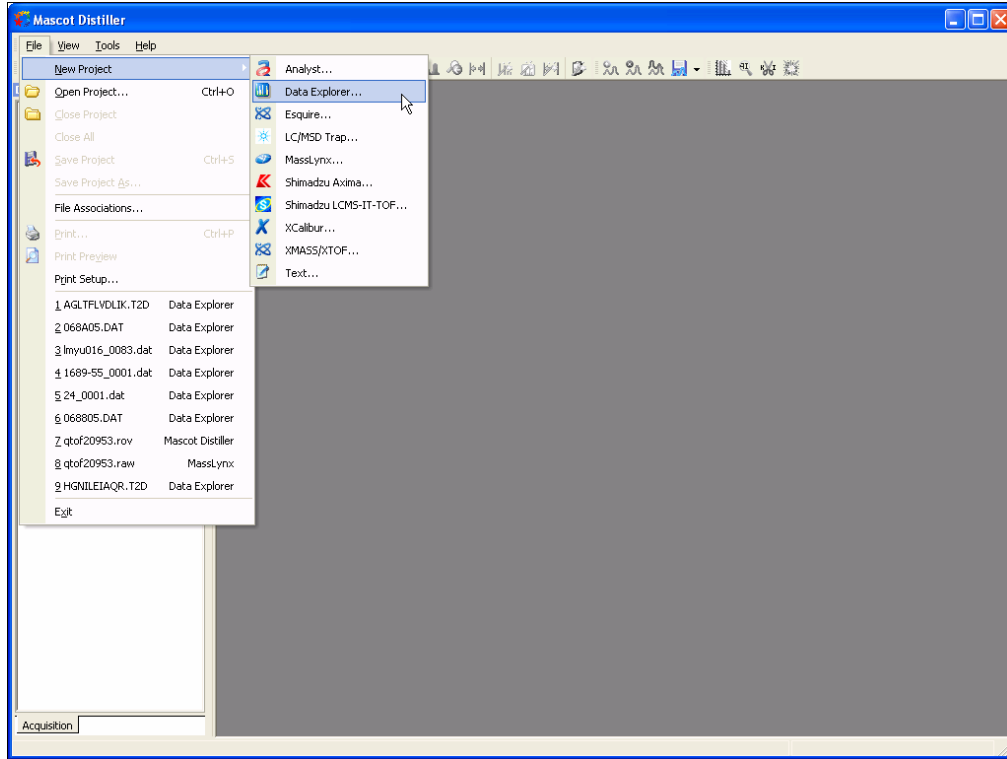 Mascot Distiller
File View Tools Help
New Project
Open Project... Ctrl+O
Close Project
Close All
Save Project Ctrl+S
Save Project As...
File Associations...
Print... Ctrl+P
Print Preview
Print Setup...
1 AGLTFLVDLIK.T2D Data Explorer
2 068A05.DAT Data Explorer
3 lmyu016_0083.dat Data Explorer
4 1689-55_0001.dat Data Explorer
5 24_0001.dat Data Explorer
6 068805.DAT Data Explorer
7 qtof20953.rov Mascot Distiller
8 qtof20953.raw MassLynx
9 HGNILEIAQR.T2D Data Explorer
Exit
Analyst...
Data Explorer...
Esquire...
LC/MSD Trap...
MassLynx...
Shimadzu Axima...
Shimadzu LCMS-IT-TOF...
XCalibur...
XMASS/XTOF...
Text...
Acquisition